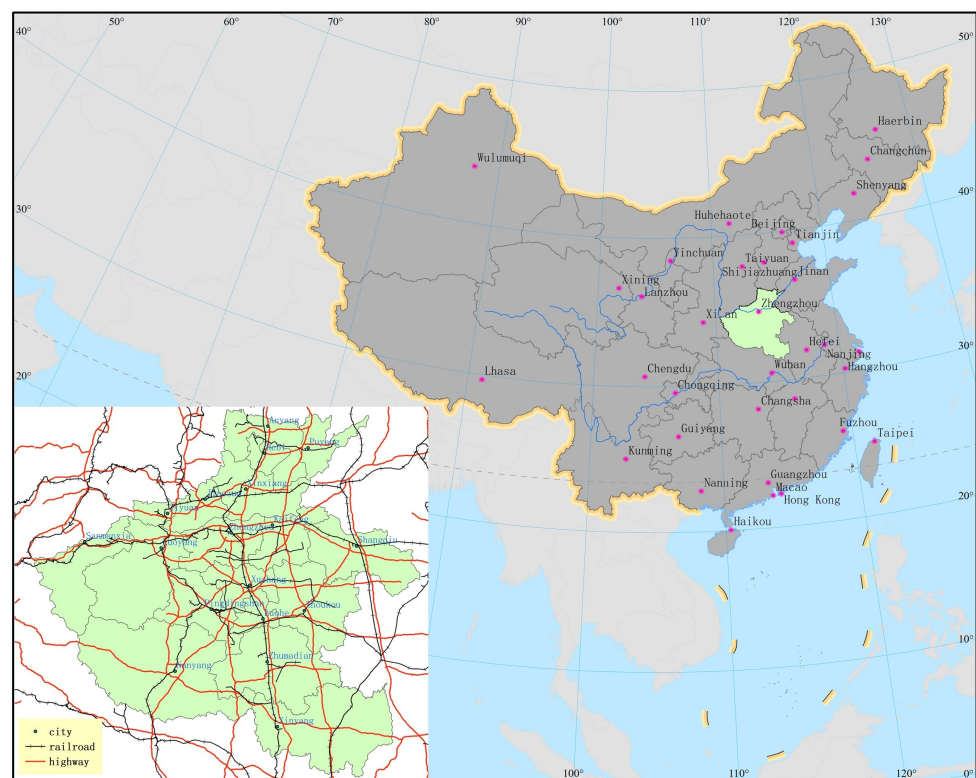 40°
50°
60°
70°
80°
90°
100°
110°
120°
130°
50°
40°
30°
20°
40°
30°
20°
10°
100°
110°
120°
0°
Haerbin
Changchun
Shenyang
Wulumuqi
Huhehaote
Beijing
Tianjin
Yinchuan
Taiyuan
Shijiazhuang
Jinan
Xining
Lanzhou
Zhengzhou
Hefei
Nanjing
Hangzhou
Wuhan
Lhasa
Chengdu
Chongqing
Changsha
Guiyang
Fuzhou
Taipei
Kunming
Nanning
Guangzhou
Macao
Hong Kong
Haikou
Anyang
Puyang
Xinxiang
Kaifeng
Zhengzhou
Sanmenxia
Shangqiu
Xuchang
Pingdingshan
Zhoukou
Zhumadian
Nanyang
Xinyang
city
railroad
highway